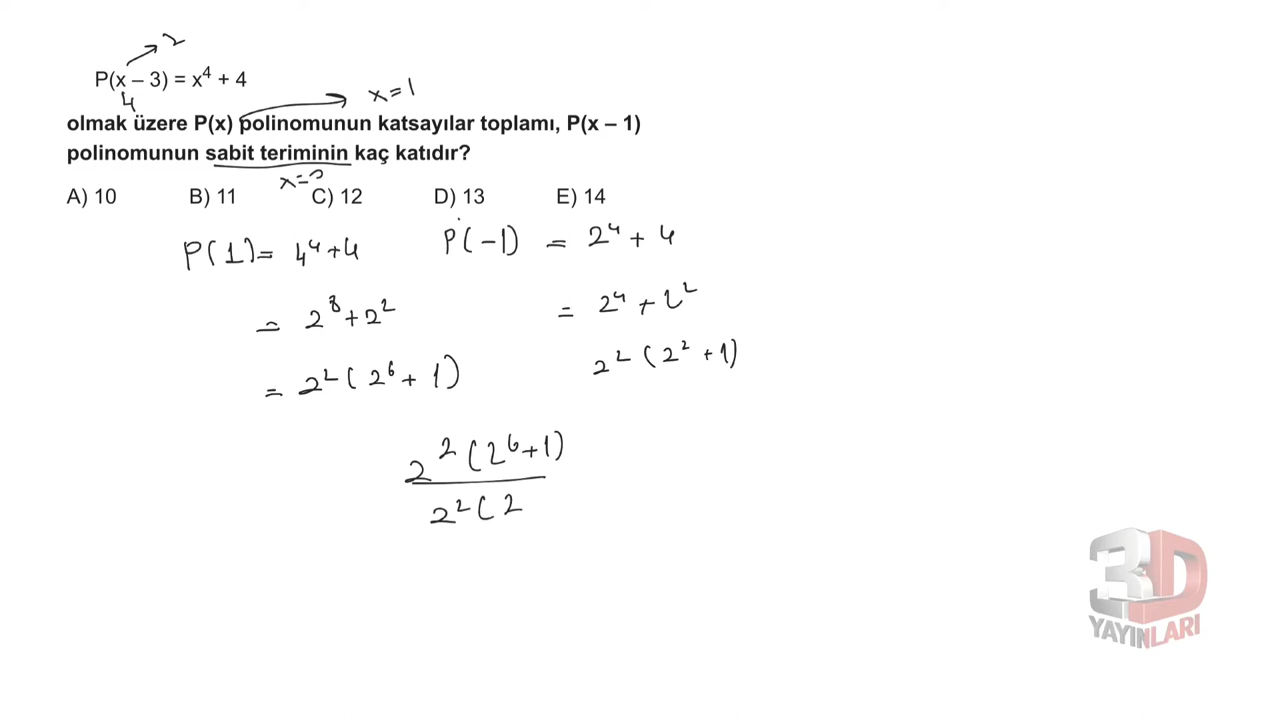 2
P(x – 3) = x⁴ + 4
4
x=1
olmak üzere P(x) polinomunun katsayılar toplamı, P(x – 1)
polinomunun sabit teriminin kaç katıdır?
x=0
A) 10 B) 11 C) 12 D) 13 E) 14
P(1)= 4⁴+4 P(-1) = 2⁴ + 4
= 2⁸+2² = 2⁴ + 2²
= 2²(2⁶+ 1) 2²(2² +1)
2²(2⁶+1)
2²(2
3D
YAYINLARI